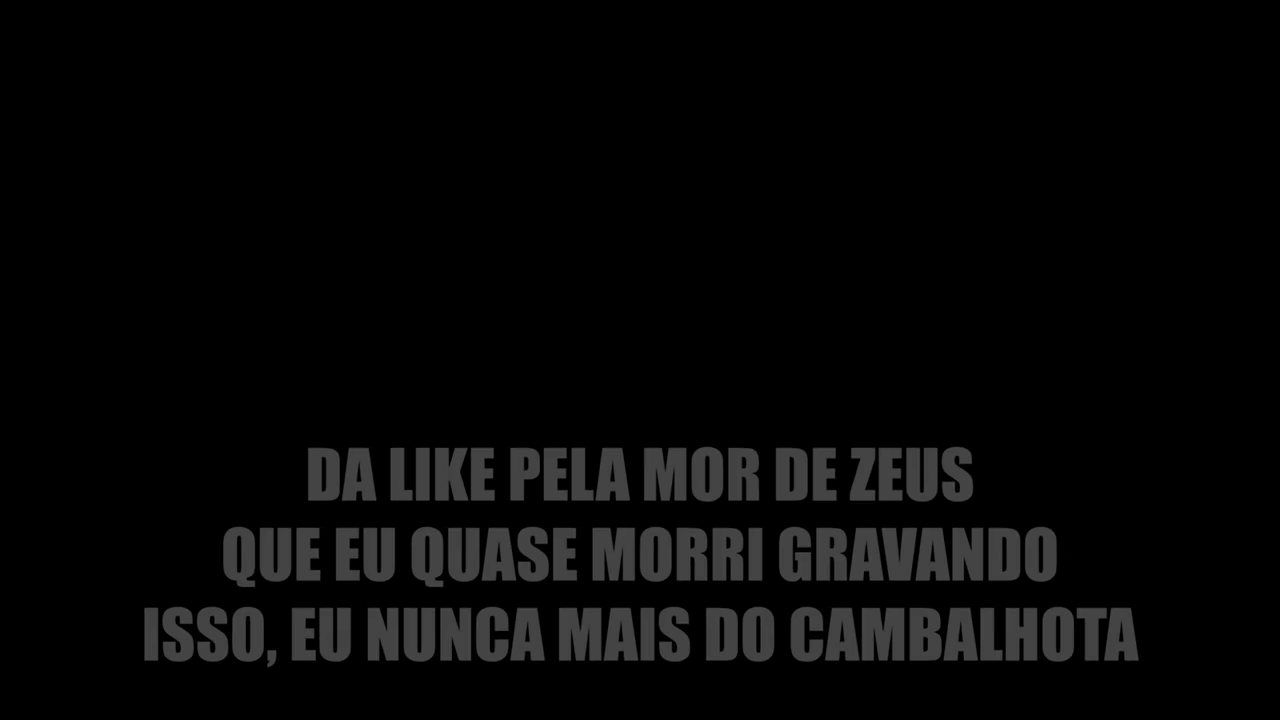 DA LIKE PELA MOR DE ZEUS
QUE EU QUASE MORRI GRAVANDO
ISSO, EU NUNCA MAIS DO CAMBALHOTA